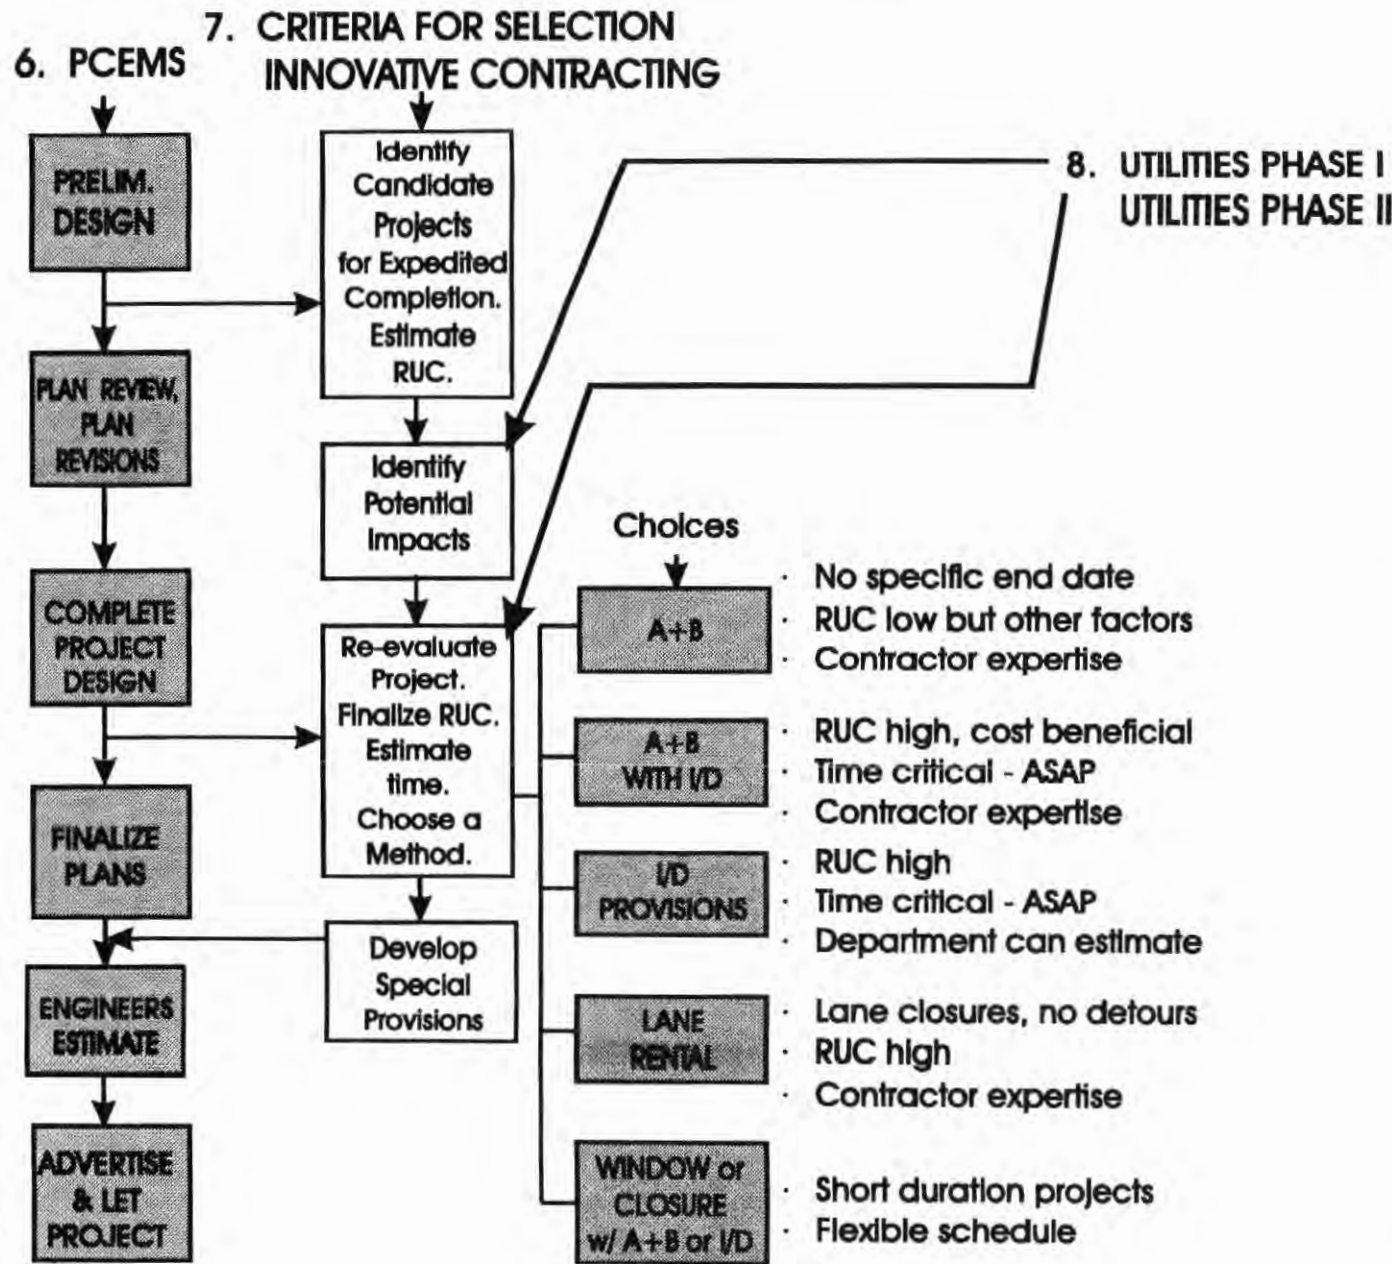 6. PCEMS
7. CRITERIA FOR SELECTION
INNOVATIVE CONTRACTING
PRELIM.
DESIGN
PLAN REVIEW,
PLAN
REVISIONS
COMPLETE
PROJECT
DESIGN
FINALIZE
PLANS
ENGINEERS
ESTIMATE
ADVERTISE
& LET
PROJECT
Identify
Candidate
Projects
for Expedited
Completion.
Estimate
RUC.
Identify
Potential
Impacts
Re-evaluate
Project.
Finalize RUC.
Estimate
time.
Choose a
Method.
Develop
Special
Provisions
8. UTILITIES PHASE I
UTILITIES PHASE II
Choices
A+B
· No specific end date
· RUC low but other factors
· Contractor expertise
A+B
WITH I/D
· RUC high, cost beneficial
· Time critical - ASAP
· Contractor expertise
I/D
PROVISIONS
· RUC high
· Time critical - ASAP
· Department can estimate
LANE
RENTAL
· Lane closures, no detours
· RUC high
· Contractor expertise
WINDOW or
CLOSURE
w/ A+B or I/D
· Short duration projects
· Flexible schedule